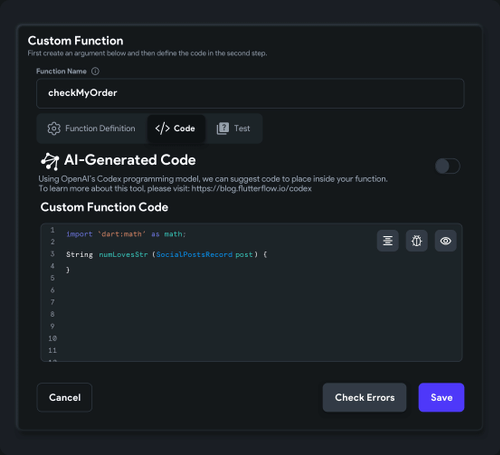 Custom Function
First create an argument below and then define the code in the second step.
Function Name
checkMyOrder
Function Definition
</> Code
Test
AI-Generated Code
Using OpenAI's Codex programming model, we can suggest code to place inside your function.
To learn more about this tool, please visit: https://blog.flutterflow.io/codex
Custom Function Code
1 import 'dart:math' as math;
2
3 String numLovesStr (SocialPostsRecord post) {
4 }
5
6
7
8
9
10
11
Cancel
Check Errors
Save